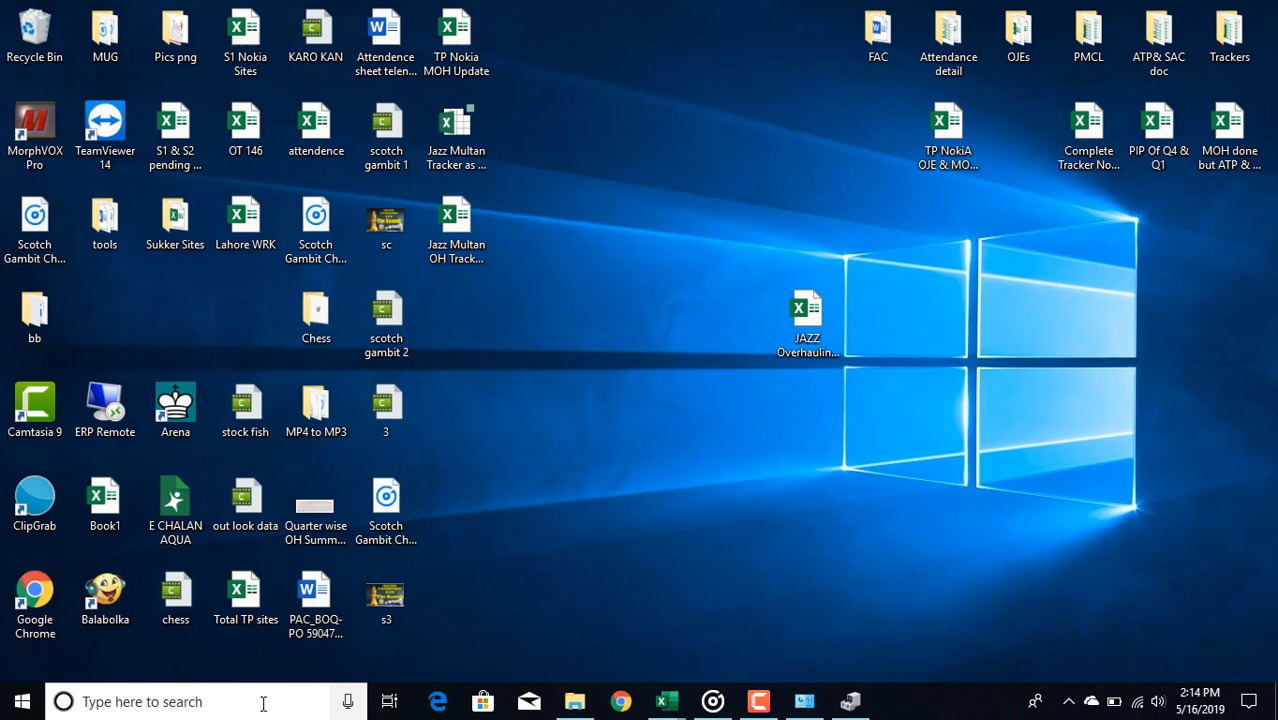 Recycle Bin
MUG
Pics png
S1 Nokia
Sites
KARO KAN
Attendence
sheet telen...
TP Nokia
MOH Update
FAC
Attendance
detail
OJEs
PMCL
ATP& SAC
doc
Trackers
MorphVOX
Pro
TeamViewer
14
S1 & S2
pending ...
OT 146
attendence
scotch
gambit 1
Jazz Multan
Tracker as ...
TP NokiA
OJE & MO...
Complete
Tracker No...
PIP Of Q4 &
Q1
MOH done
but ATP & ...
Scotch
Gambit Ch...
tools
Sukker Sites
Lahore WRK
Scotch
Gambit Ch...
sc
Jazz Multan
OH Track...
bb
Chess
scotch
gambit 2
JAZZ
Overhaulin...
Camtasia 9
ERP Remote
Arena
stock fish
MP4 to MP3
3
ClipGrab
Book1
E CHALAN
AQUA
out look data
Quarter wise
OH Summ...
Scotch
Gambit Ch...
Google
Chrome
Balabolka
chess
Total TP sites
PAC_BOQ-
PO 59047...
s3
Type here to search
2:14 PM
5/16/2019